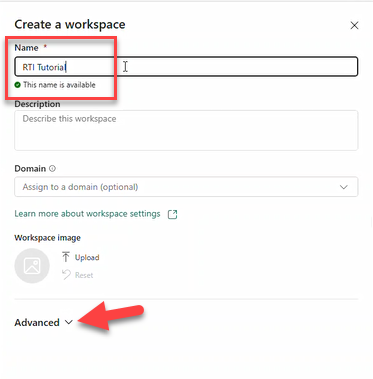 Create a workspace
Name *
RTI Tutorial
This name is available
Description
Describe this workspace
Domain
Assign to a domain (optional)
Learn more about workspace settings
Workspace image
Upload
Reset
Advanced